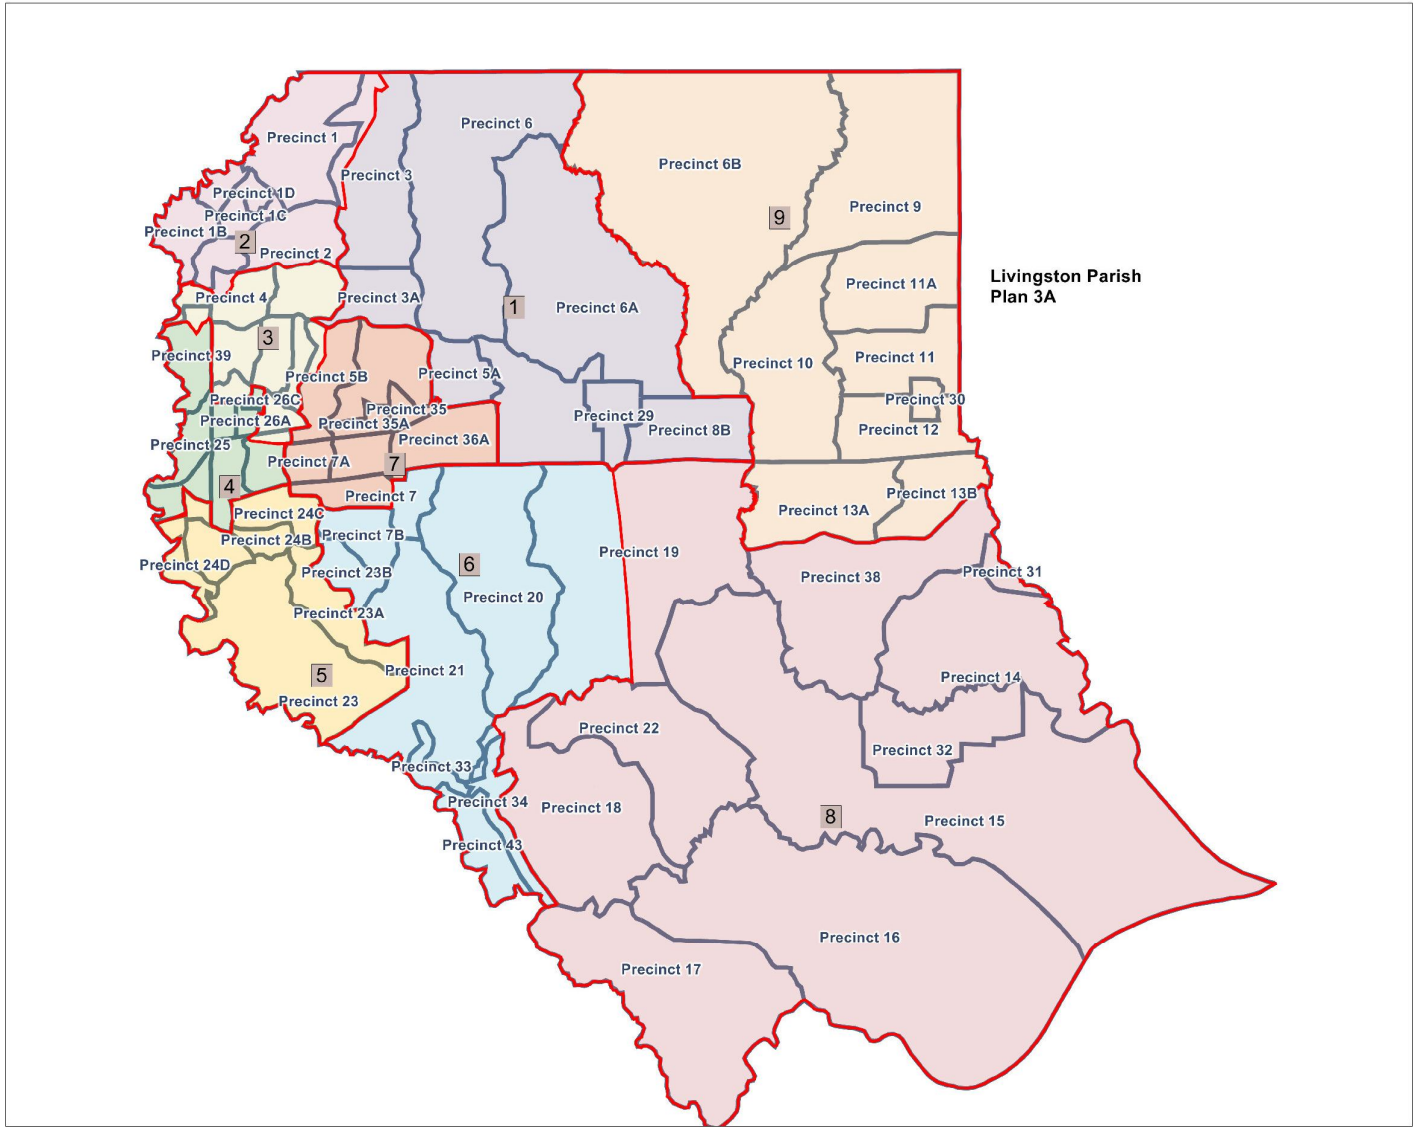 Precinct 6
Precinct 1
Precinct 6B
Precinct 3
Precinct 1D
Precinct 9
Precinct 1C
9
Precinct 1B
2
Precinct 2
Livingston Parish
Plan 3A
Precinct 11A
Precinct 4
Precinct 3A
1
Precinct 6A
3
Precinct 39
Precinct 11
Precinct 10
Precinct 5B
Precinct 5A
Precinct 26C
Precinct 30
Precinct 35
Precinct 29
Precinct 26A
Precinct 35A
Precinct 8B
Precinct 12
Precinct 36A
Precinct 25
Precinct 7A
7
4
Precinct 7
Precinct 13B
Precinct 13A
Precinct 24C
Precinct 7B
Precinct 24B
Precinct 19
Precinct 24D
6
Precinct 23B
Precinct 31
Precinct 38
Precinct 20
Precinct 23A
Precinct 21
5
Precinct 14
Precinct 23
Precinct 22
Precinct 32
Precinct 33
Precinct 34
Precinct 18
8
Precinct 15
Precinct 43
Precinct 16
Precinct 17